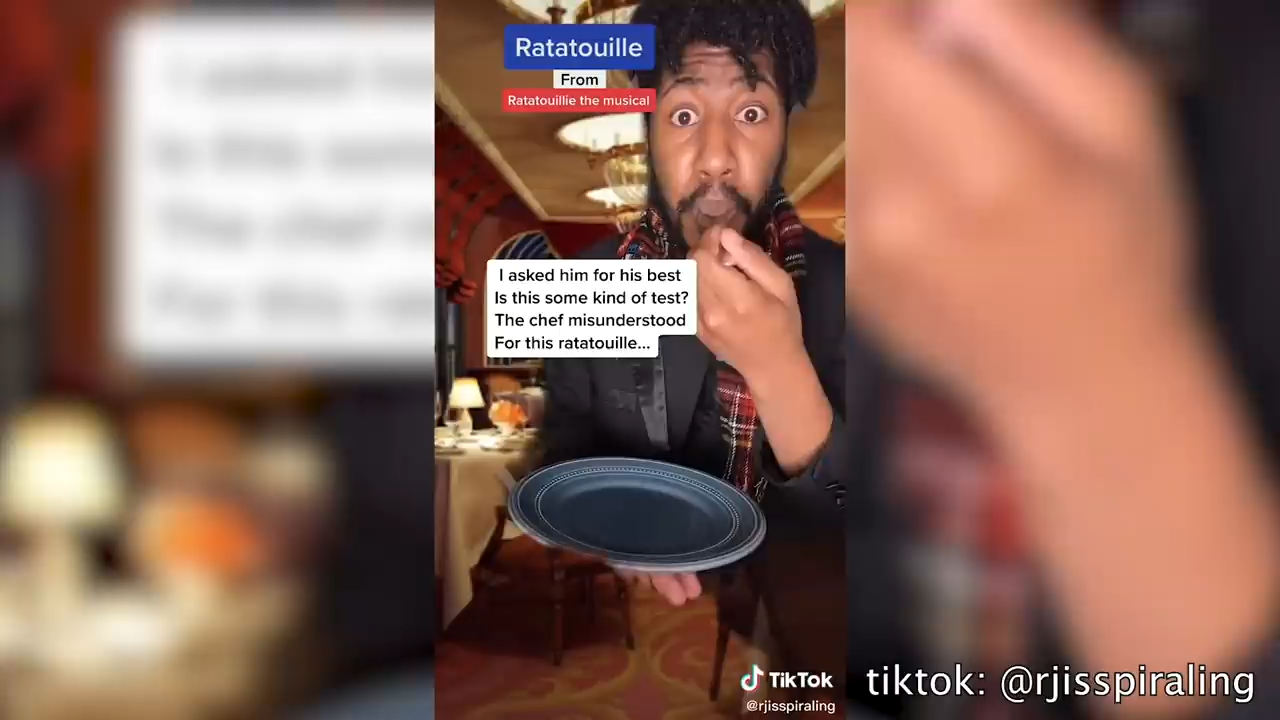 Ratatouille
From
Ratatouillie the musical
I asked him for his best
Is this some kind of test?
The chef misunderstood
For this ratatouille...
TikTok
@rjisspiraling
tiktok: @rjisspiraling